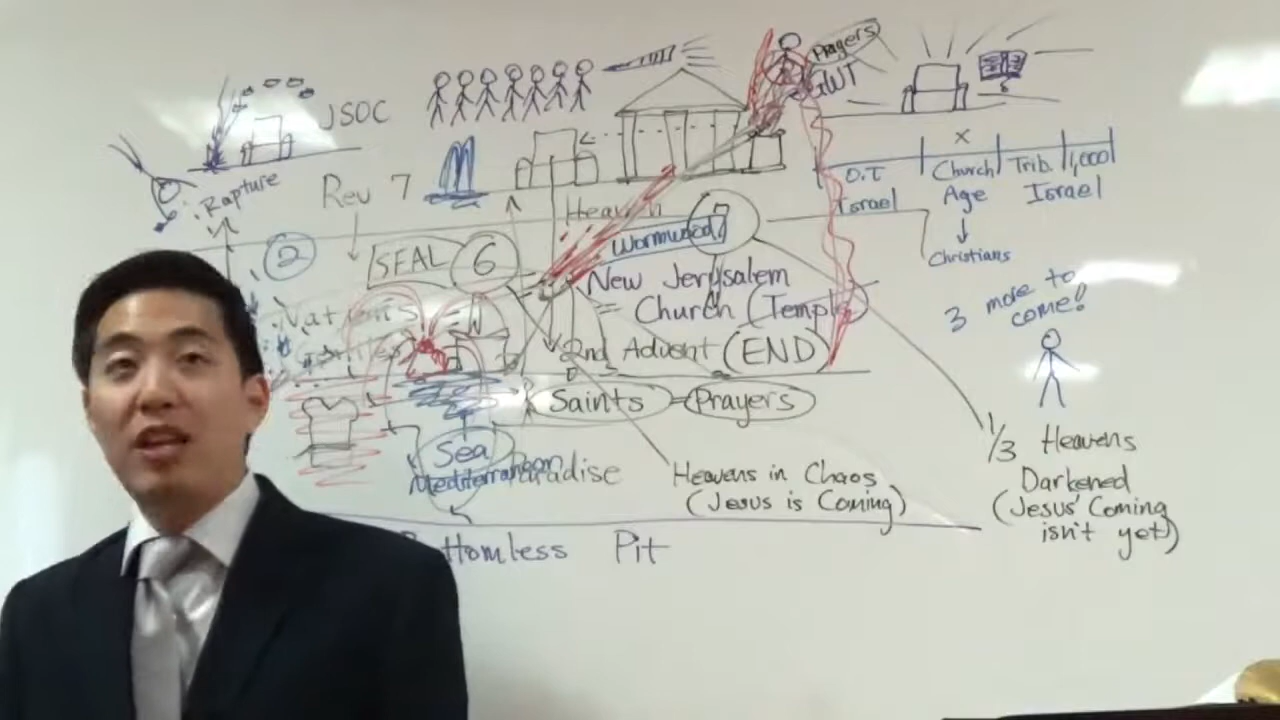 JSOC
Prayers
GWT
Rapture
Rev 7
O.T
Israel
X
Church
Age
Trib.
1,000
Israel
Christians
Heaven
Wormwood
2
SEAL 6
New Jerusalem
Church (Temple)
2nd Advent (END)
3 more to
come!
Saints = Prayers
Sea
Mediterranean
Paradise
Heavens in Chaos
(Jesus is Coming)
1/3 Heavens
Darkened
(Jesus' Coming
isn't yet)
Bottomless Pit